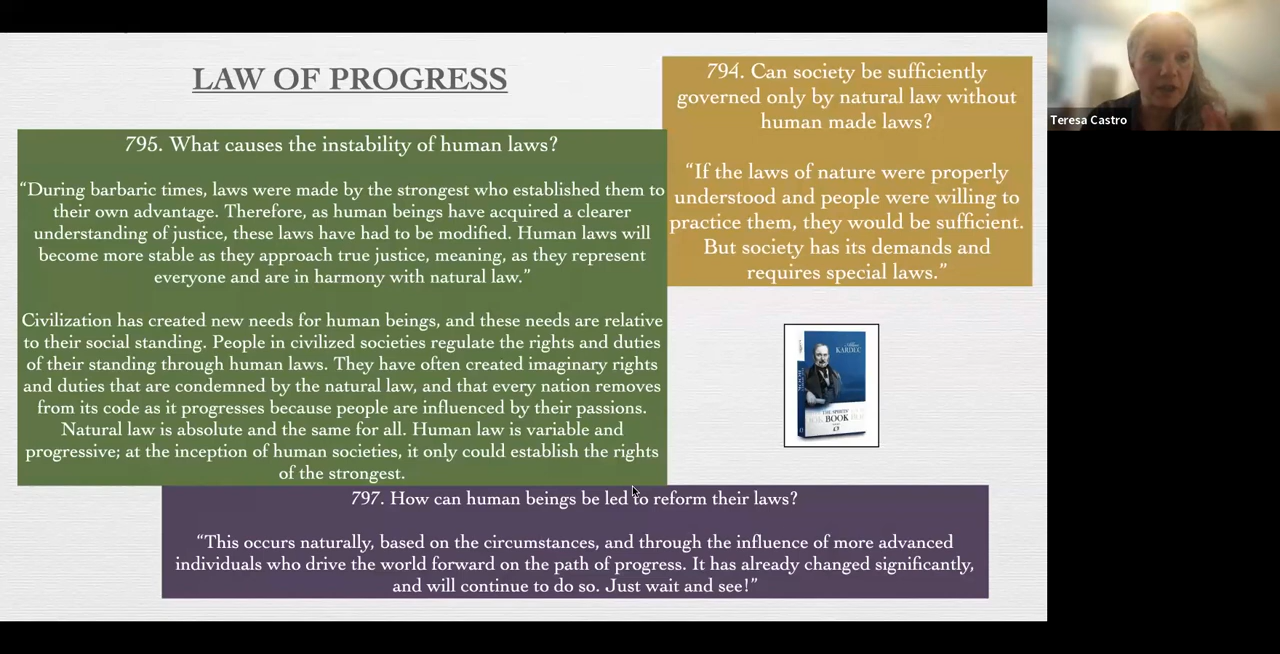 LAW OF PROGRESS
795. What causes the instability of human laws?
“During barbaric times, laws were made by the strongest who established them to
their own advantage. Therefore, as human beings have acquired a clearer
understanding of justice, these laws have had to be modified. Human laws will
become more stable as they approach true justice, meaning, as they represent
everyone and are in harmony with natural law.”
Civilization has created new needs for human beings, and these needs are relative
to their social standing. People in civilized societies regulate the rights and duties
of their standing through human laws. They have often created imaginary rights
and duties that are condemned by the natural law, and that every nation removes
from its code as it progresses because people are influenced by their passions.
Natural law is absolute and the same for all. Human law is variable and
progressive; at the inception of human societies, it only could establish the rights
of the strongest.
794. Can society be sufficiently
governed only by natural law without
human made laws?
“If the laws of nature were properly
understood and people were willing to
practice them, they would be sufficient.
But society has its demands and
requires special laws.”
KARDEC
THE SPIRITS'
BOOK
797. How can human beings be led to reform their laws?
“This occurs naturally, based on the circumstances, and through the influence of more advanced
individuals who drive the world forward on the path of progress. It has already changed significantly,
and will continue to do so. Just wait and see!”
Teresa Castro